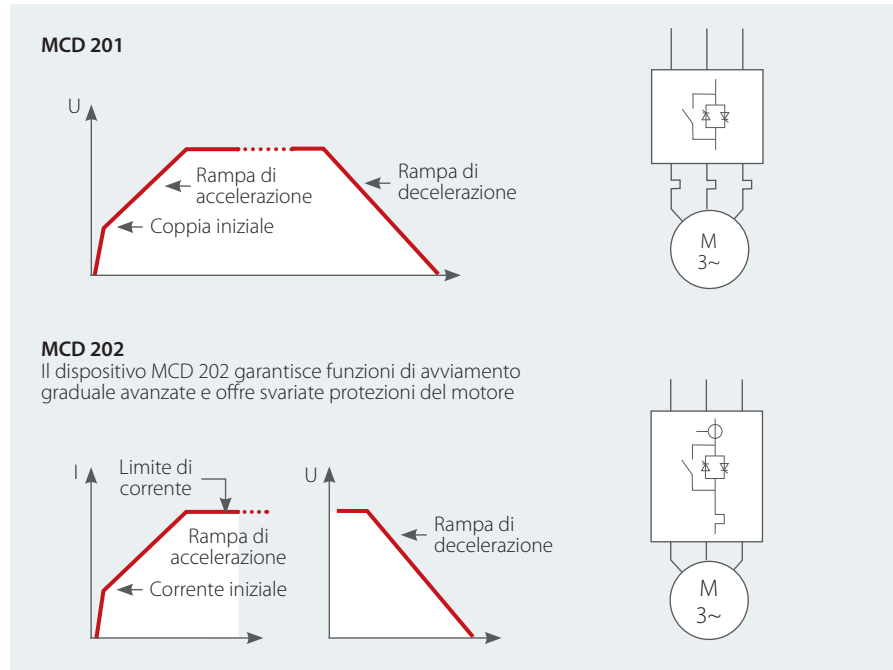 MCD 201
U
Rampa di
accelerazione
Rampa di
decelerazione
Coppia iniziale
M
3~
MCD 202
Il dispositivo MCD 202 garantisce funzioni di avviamento
graduale avanzate e offre svariate protezioni del motore
I
Limite di
corrente
Rampa di
accelerazione
Corrente iniziale
U
Rampa di
decelerazione
M
3~